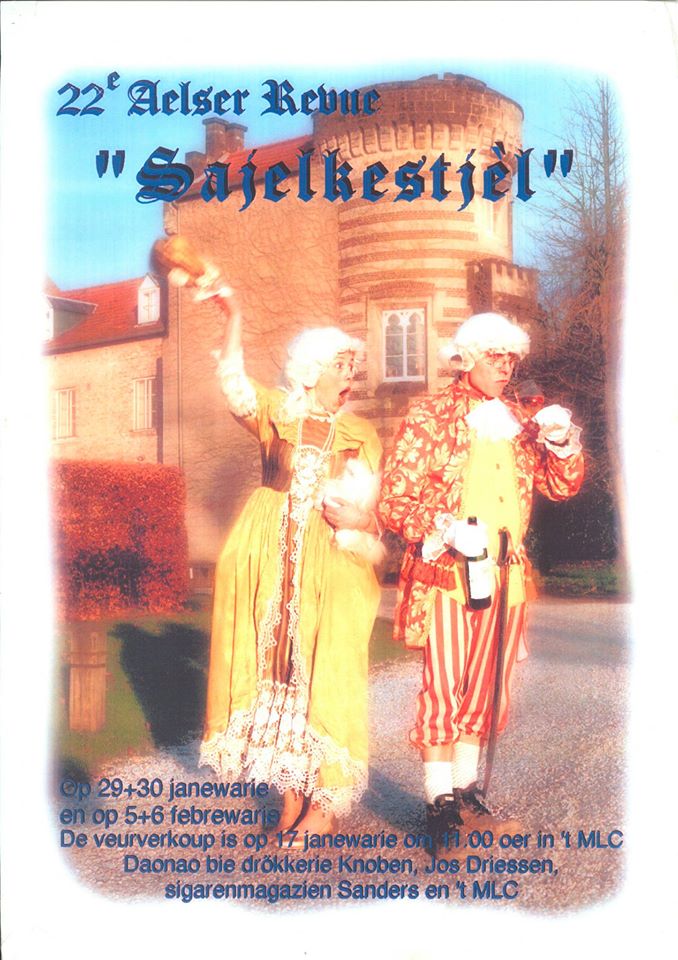 22e Aelser Revue
"Sajelkestjèl"
Op 29+30 janewarie
en op 5+6 febrewarie
De veurverkoup is op 17 janewarie om 11.00 oer in 't MLC
Daonao bie drökkerie Knoben, Jos Driessen,
sigarenmagazien Sanders en 't MLC